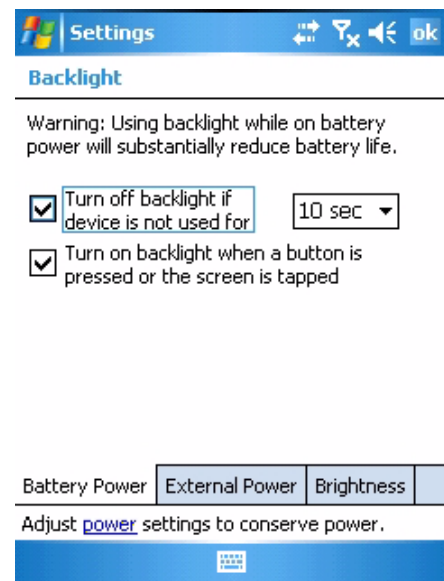 Settings
ok
Backlight
Warning: Using backlight while on battery
power will substantially reduce battery life.
Turn off backlight if
device is not used for
10 sec
Turn on backlight when a button is
pressed or the screen is tapped
Battery Power External Power Brightness
Adjust power settings to conserve power.